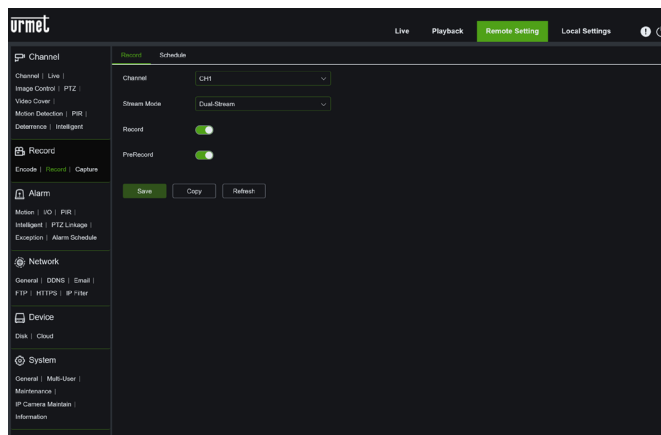 urmet
Live Playback Remote Setting Local Settings
Channel
Channel | Live |
Image Control | PTZ |
Video Cover |
Motion Detection | PIR |
Deterrence | Intelligent
Record
Encode | Record | Capture
Alarm
Motion | I/O | PIR |
Intelligent | PTZ Linkage |
Exception | Alarm Schedule
Network
General | DDNS | Email |
FTP | HTTPS | IP Filter
Device
Disk | Cloud
System
General | Multi-User |
Maintenance |
IP Camera Maintain |
Information
Record Schedule
Channel CH1
Stream Mode Dual-Stream
Record
PreRecord
Save Copy Refresh